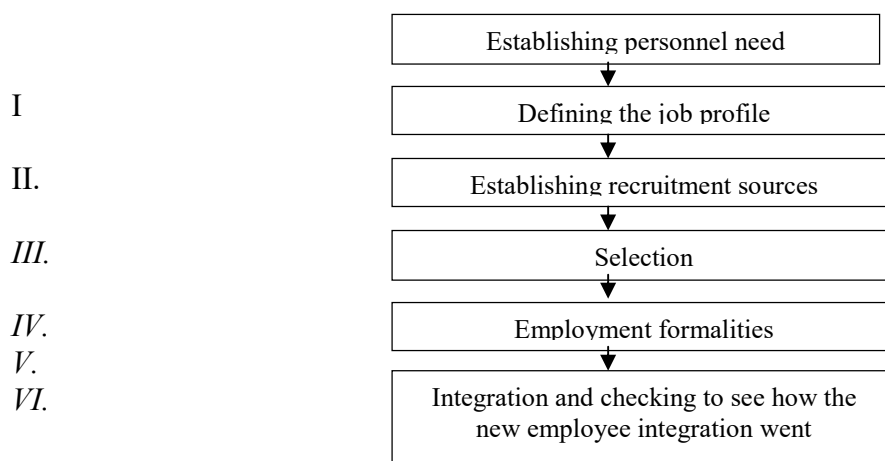 Establishing personnel need
I
Defining the job profile
II.
Establishing recruitment sources
III.
Selection
IV.
Employment formalities
V.
VI.
Integration and checking to see how the
new employee integration went